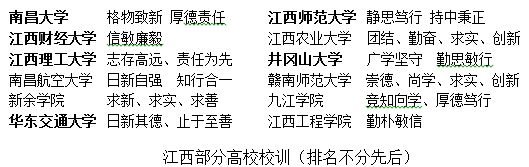 南昌大学 格物致新 厚德责任 江西师范大学 静思笃行 持中秉正
江西财经大学 信敏廉毅 江西农业大学 团结、勤奋、求实、创新
江西理工大学 志存高远、责任为先 井冈山大学 广学坚守 勤思敏行
南昌航空大学 日新自强 知行合一 赣南师范大学 崇德、尚学、求实、创新
新余学院 求新、求实、求善 九江学院 竞知向学、厚德笃行
华东交通大学 日新其德、止于至善 江西工程学院 勤朴敏信
江西部分高校校训（排名不分先后）